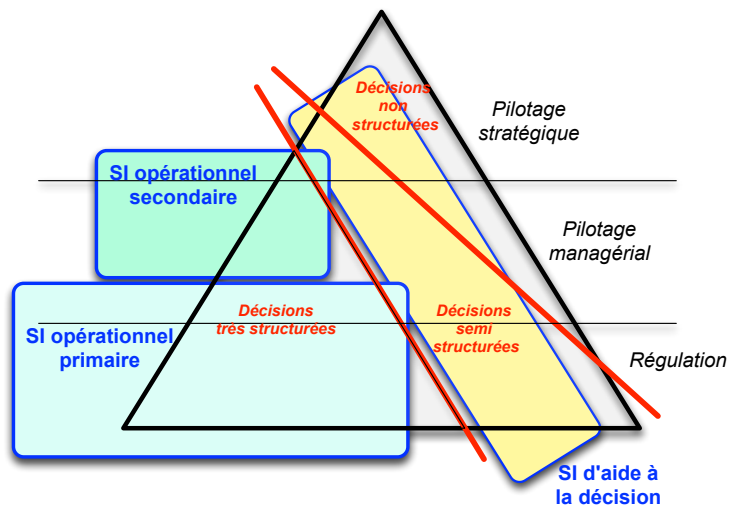 Décisions
non
structurées
Pilotage
stratégique
SI opérationnel
secondaire
Pilotage
managérial
Décisions
très structurées
Décisions
semi
structurées
SI opérationnel
primaire
Régulation
SI d'aide à
la décision